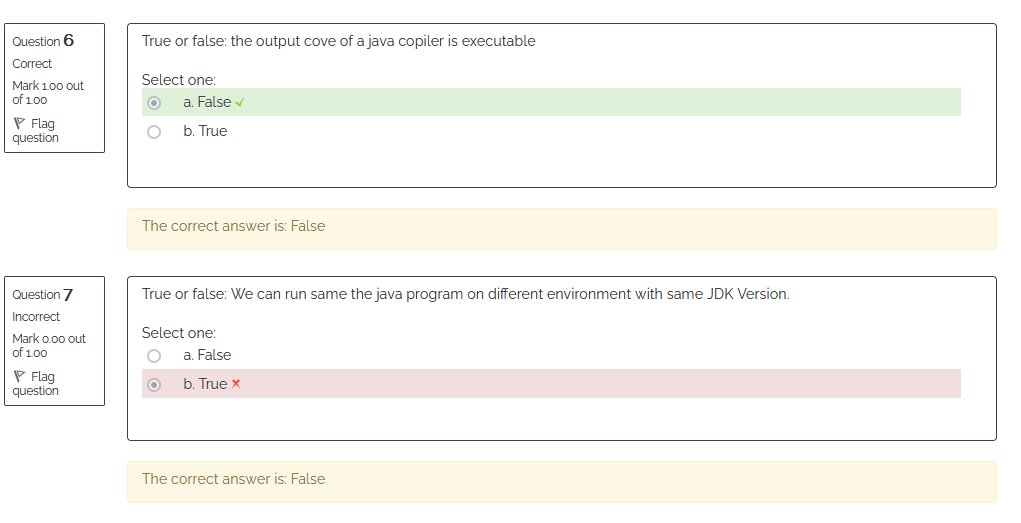 Question 6
Correct
Mark 1.00 out
of 1.00
Flag
question
True or false: the output cove of a java copiler is executable
Select one:
a. False
b. True
The correct answer is: False
Question 7
Incorrect
Mark 0.00 out
of 1.00
Flag
question
True or false: We can run same the java program on different environment with same JDK Version.
Select one:
a. False
b. True
The correct answer is: False